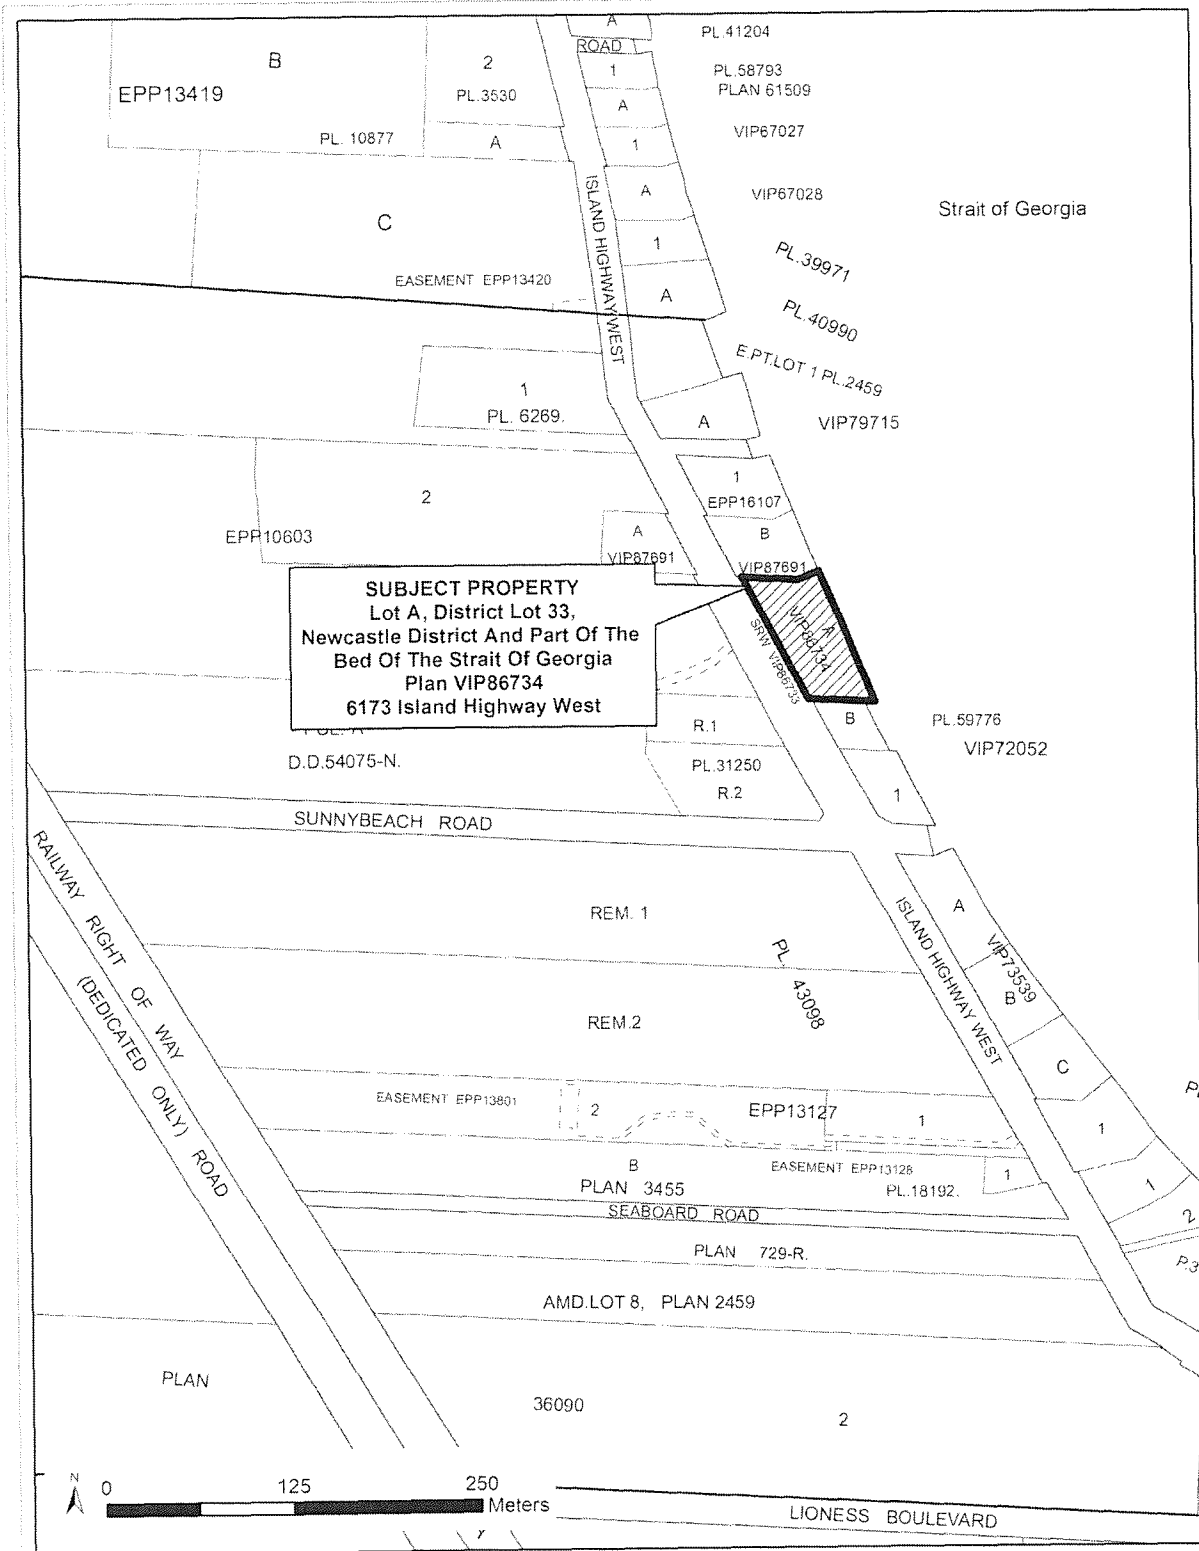 A
PL.41204
ROAD
B
2
1
PL.58793
PLAN 61509
EPP13419
PL.3530
A
VIP67027
PL. 10877
A
1
ISLAND HIGHWAY WEST
A
VIP67028
Strait of Georgia
C
1
PL.39971
EASEMENT EPP13420
A
PL.40990
E.PT.LOT 1 PL.2459
1
PL. 6269.
A
VIP79715
1
EPP16107
2
EPP10603
A
VIP87691
B
VIP87691
SUBJECT PROPERTY
Lot A, District Lot 33,
Newcastle District And Part Of The
Bed Of The Strait Of Georgia
Plan VIP86734
6173 Island Highway West
A
VIP86734
SRW VIP86733
R.1
B
PL.59776
VIP72052
D.D.54075-N.
PL.31250
R.2
1
SUNNYBEACH ROAD
RAILWAY RIGHT OF WAY
(DEDICATED ONLY) ROAD
REM. 1
ISLAND HIGHWAY WEST
A
VIP73539
B
PL. 43098
REM.2
C
EASEMENT EPP13801
2
EPP13127
1
1
B
EASEMENT EPP13128
PLAN 3455
PL.18192.
1
1
SEABOARD ROAD
2
PLAN 729-R.
P.3
AMD.LOT 8, PLAN 2459
PLAN
36090
2
N
0 125 250
Meters
LIONESS BOULEVARD